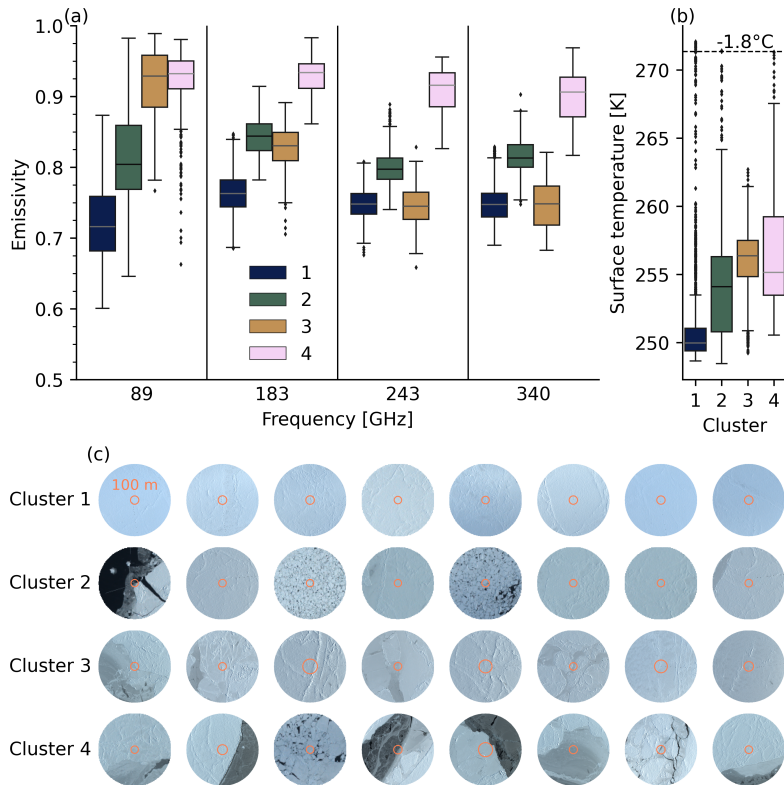 (a)
(b)
1.0
0.9
0.8
0.7
0.6
0.5
Emissivity
1
2
3
4
89
183
243
340
Frequency [GHz]
-1.8°C
270
265
260
255
250
Surface temperature [K]
1 2 3 4
Cluster
(c)
Cluster 1
100 m
Cluster 2
Cluster 3
Cluster 4